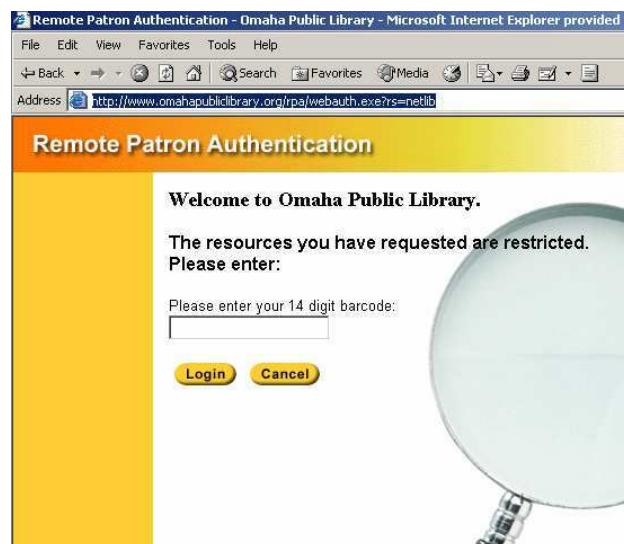 Remote Patron Authentication - Omaha Public Library - Microsoft Internet Explorer provided
File Edit View Favorites Tools Help
Back Search Favorites Media
Address http://www.omahapubliclibrary.org/rpa/webauth.exe?rs=netlib
Remote Patron Authentication
Welcome to Omaha Public Library.
The resources you have requested are restricted.
Please enter:
Please enter your 14 digit barcode:
Login Cancel